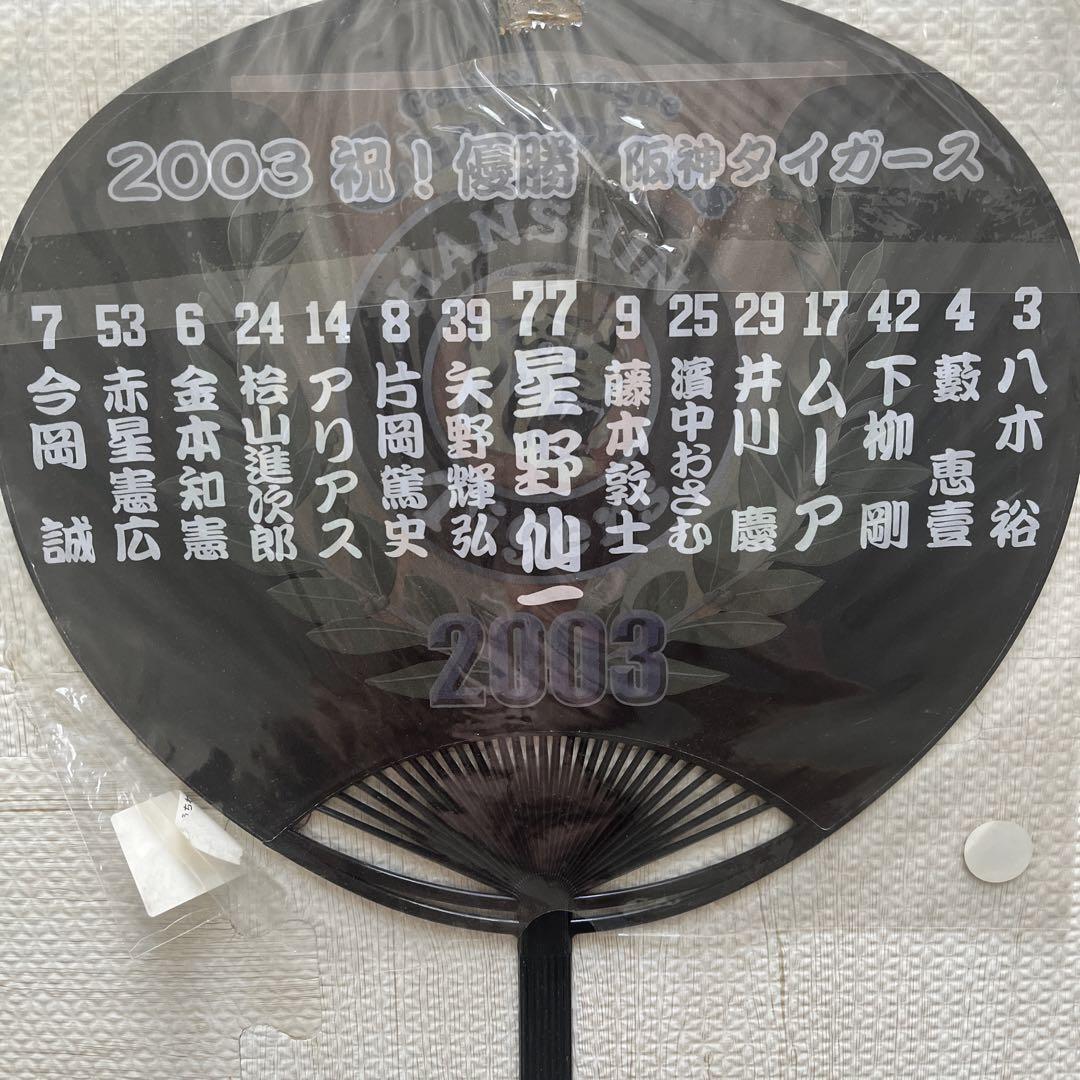 2003 祝！優勝 阪神タイガース
HANSHIN
7 今岡 誠
53 赤星憲広
6 金本知憲
24 桧山進次郎
14 アリアス
8 片岡篤史
39 矢野輝弘
77 星野仙一
9 藤本敦士
25 濱中おさむ
29 井川 慶
17 ムーア
42 下柳 剛
4 藪 恵壹
3 八木 裕
2003